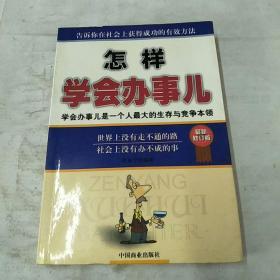 告诉你在社会上获得成功的有效方法
怎样
学会办事儿
学会办事儿是一个人最大的生存与竞争本领
世界上没有走不通的路
社会上没有办不成的事
最新
修订版
ZENYANG
中国商业出版社